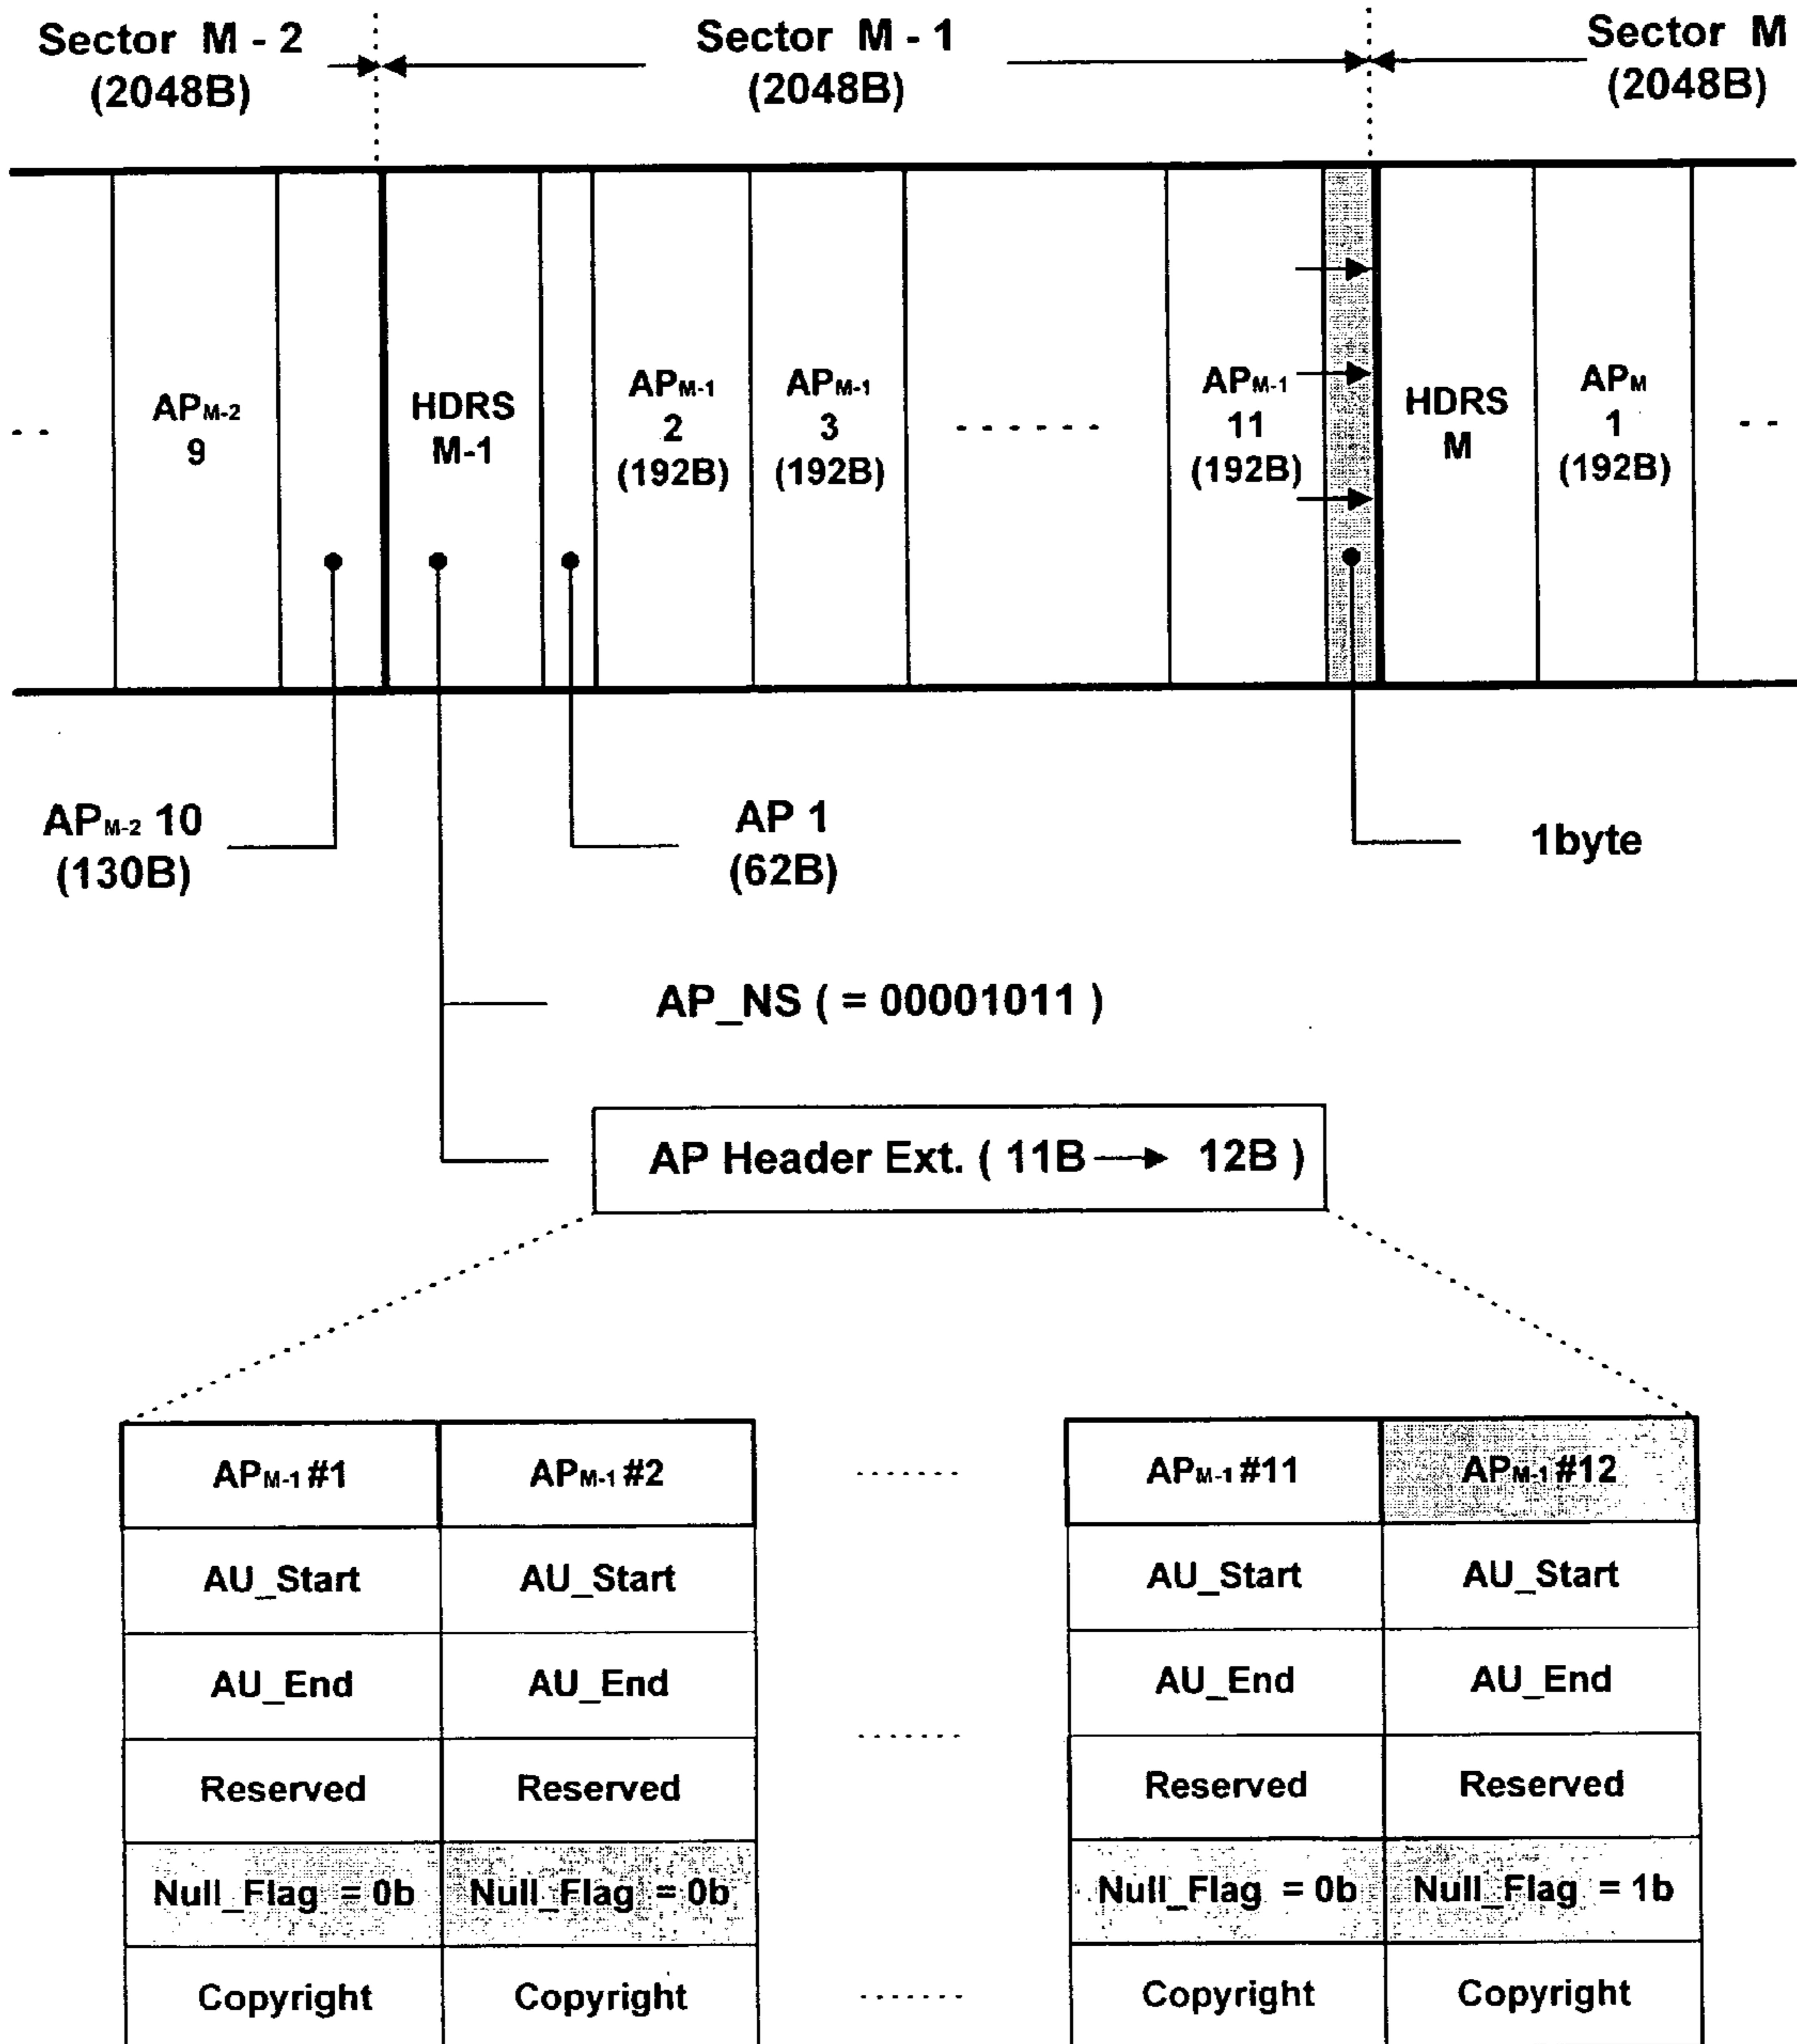 Sector M - 2
(2048B)
Sector M - 1
(2048B)
Sector M
(2048B)
APM-2
9
HDRS
M-1
APM-1
2
(192B)
APM-1
3
(192B)
APM-1
11
(192B)
HDRS
M
APM
1
(192B)
APM-2 10
(130B)
AP 1
(62B)
1byte
AP_NS ( = 00001011 )
AP Header Ext. ( 11B → 12B )
APM-1 #1 APM-1 #2 ....... APM-1 #11 APM-1 #12
AU_Start AU_Start AU_Start AU_Start
AU_End AU_End AU_End AU_End
Reserved Reserved Reserved Reserved
Null_Flag = 0b Null_Flag = 0b Null_Flag = 0b Null_Flag = 1b
Copyright Copyright ....... Copyright Copyright